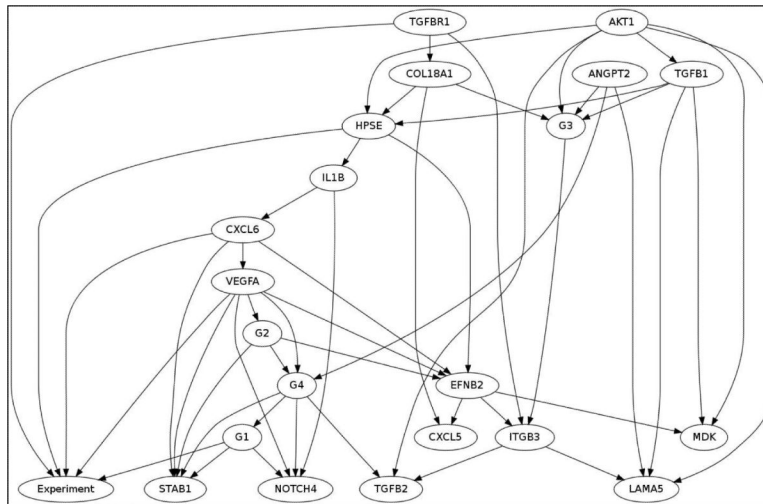 TGFBR1 AKT1
COL18A1 ANGPT2 TGFB1
HPSE G3
IL1B
CXCL6
VEGFA
G2
G4 EFNB2
G1 CXCL5 ITGB3 MDK
Experiment STAB1 NOTCH4 TGFB2 LAMA5